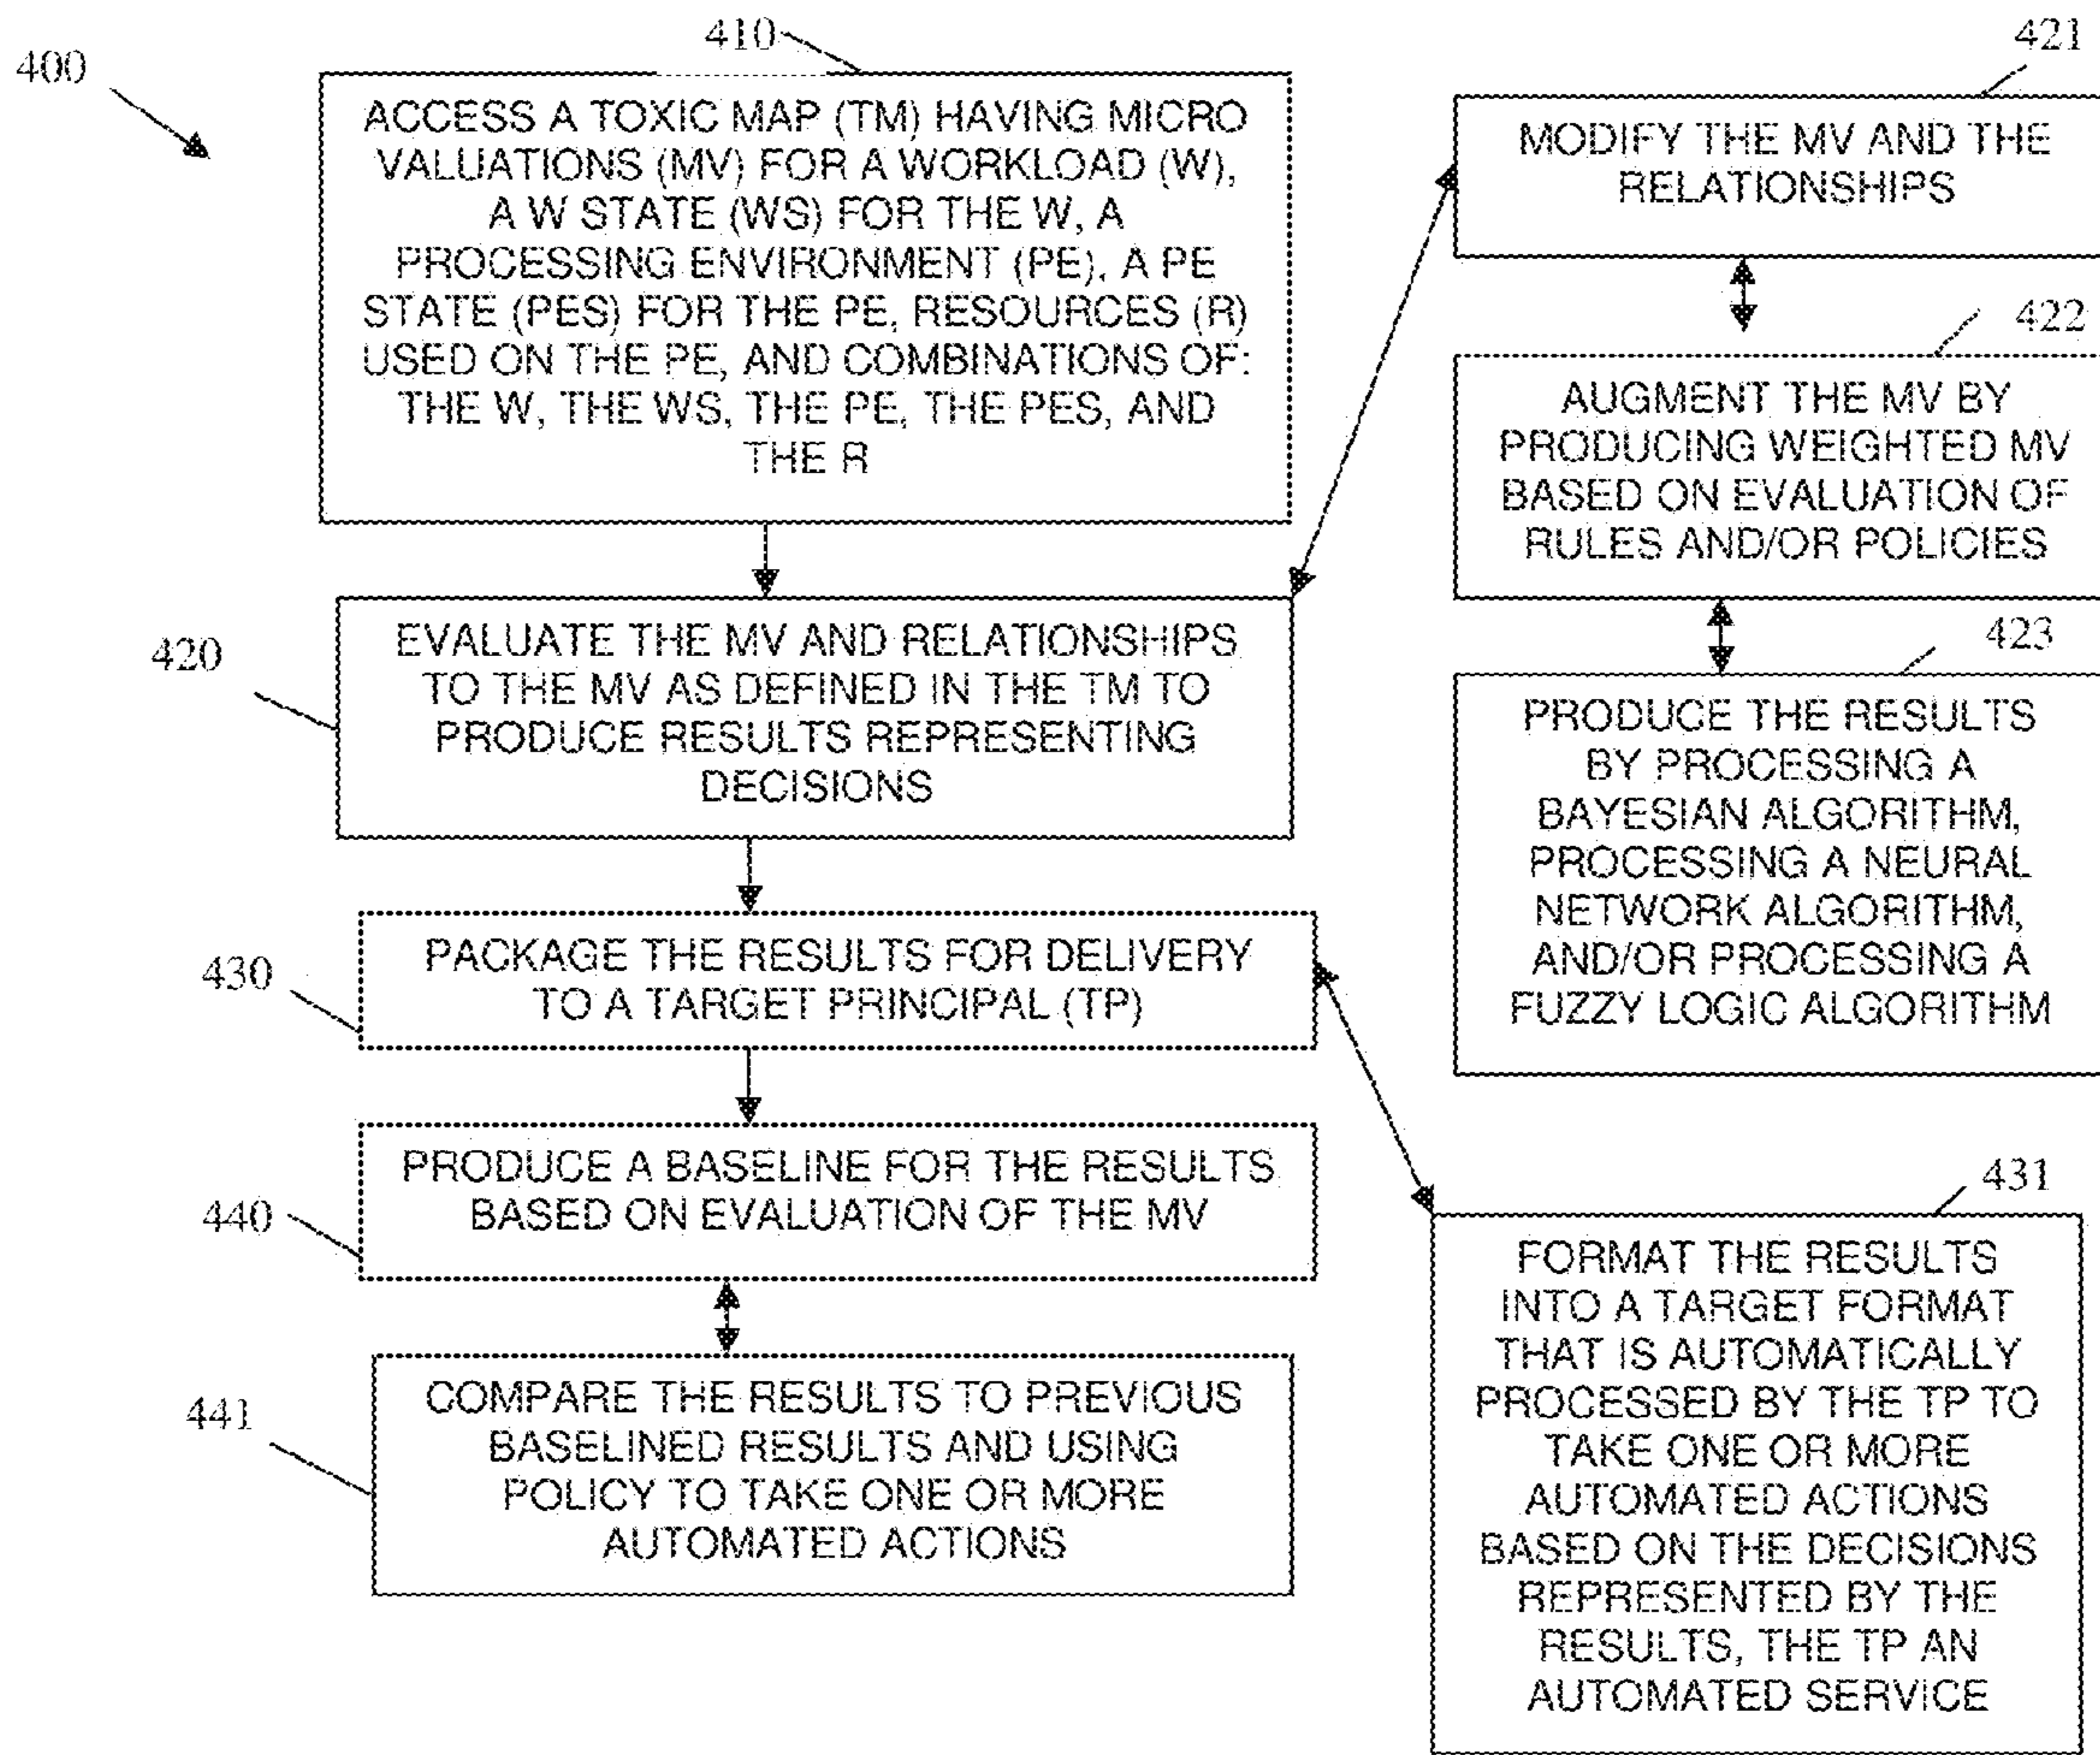 400
410
ACCESS A TOXIC MAP (TM) HAVING MICRO
VALUATIONS (MV) FOR A WORKLOAD (W),
A W STATE (WS) FOR THE W, A
PROCESSING ENVIRONMENT (PE), A PE
STATE (PES) FOR THE PE, RESOURCES (R)
USED ON THE PE, AND COMBINATIONS OF:
THE W, THE WS, THE PE, THE PES, AND
THE R
420
EVALUATE THE MV AND RELATIONSHIPS
TO THE MV AS DEFINED IN THE TM TO
PRODUCE RESULTS REPRESENTING
DECISIONS
430
PACKAGE THE RESULTS FOR DELIVERY
TO A TARGET PRINCIPAL (TP)
440
PRODUCE A BASELINE FOR THE RESULTS
BASED ON EVALUATION OF THE MV
441
COMPARE THE RESULTS TO PREVIOUS
BASELINED RESULTS AND USING
POLICY TO TAKE ONE OR MORE
AUTOMATED ACTIONS
421
MODIFY THE MV AND THE
RELATIONSHIPS
422
AUGMENT THE MV BY
PRODUCING WEIGHTED MV
BASED ON EVALUATION OF
RULES AND/OR POLICIES
423
PRODUCE THE RESULTS
BY PROCESSING A
BAYESIAN ALGORITHM,
PROCESSING A NEURAL
NETWORK ALGORITHM,
AND/OR PROCESSING A
FUZZY LOGIC ALGORITHM
431
FORMAT THE RESULTS
INTO A TARGET FORMAT
THAT IS AUTOMATICALLY
PROCESSED BY THE TP TO
TAKE ONE OR MORE
AUTOMATED ACTIONS
BASED ON THE DECISIONS
REPRESENTED BY THE
RESULTS, THE TP AN
AUTOMATED SERVICE